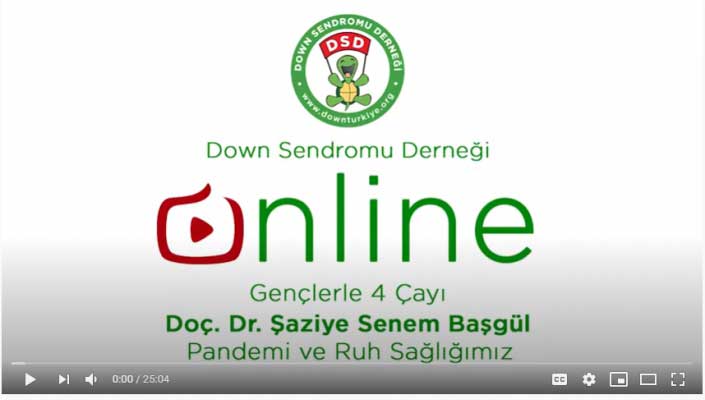 DOWN SENDROMU DERNEĞİ
DSD
www.downturkiye.org
Down Sendromu Derneği
Online
Gençlerle 4 Çayı
Doç. Dr. Şaziye Senem Başgül
Pandemi ve Ruh Sağlığımız
0:00 / 25:04
CC